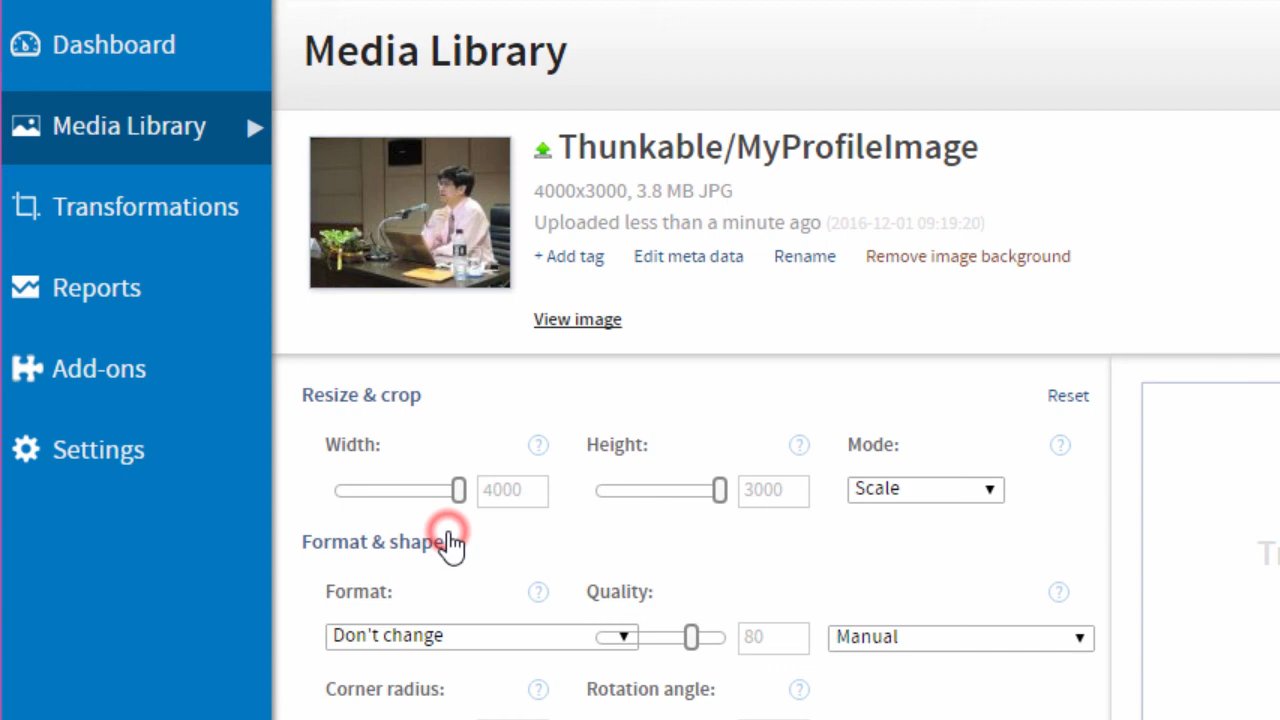 Dashboard
Media Library
Transformations
Reports
Add-ons
Settings
Media Library
Thunkable/MyProfileImage
4000x3000, 3.8 MB JPG
Uploaded less than a minute ago (2016-12-01 09:19:20)
+ Add tag Edit meta data Rename Remove image background
View image
Resize & crop Reset
Width: ? Height: ? Mode: ?
4000 3000 Scale
Format & shape
Format: ? Quality: ?
Don't change 80 Manual
Corner radius: ? Rotation angle: ?